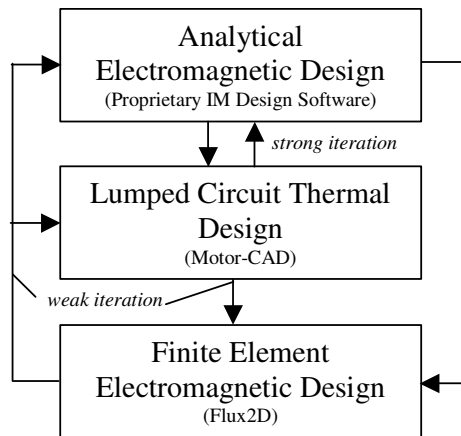 Analytical
Electromagnetic Design
(Proprietary IM Design Software)
strong iteration
Lumped Circuit Thermal
Design
(Motor-CAD)
weak iteration
Finite Element
Electromagnetic Design
(Flux2D)